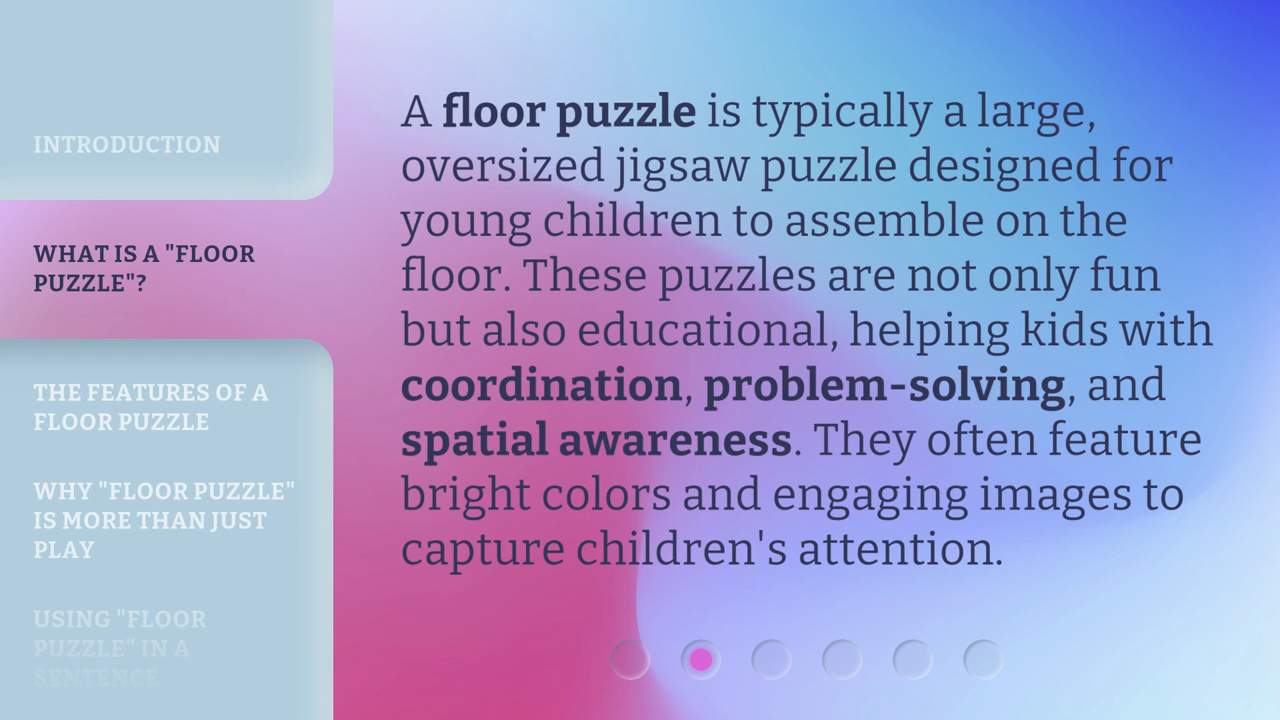 INTRODUCTION
WHAT IS A "FLOOR
PUZZLE"?
THE FEATURES OF A
FLOOR PUZZLE
WHY "FLOOR PUZZLE"
IS MORE THAN JUST
PLAY
USING "FLOOR
PUZZLE" IN A
SENTENCE
A floor puzzle is typically a large,
oversized jigsaw puzzle designed for
young children to assemble on the
floor. These puzzles are not only fun
but also educational, helping kids with
coordination, problem-solving, and
spatial awareness. They often feature
bright colors and engaging images to
capture children's attention.